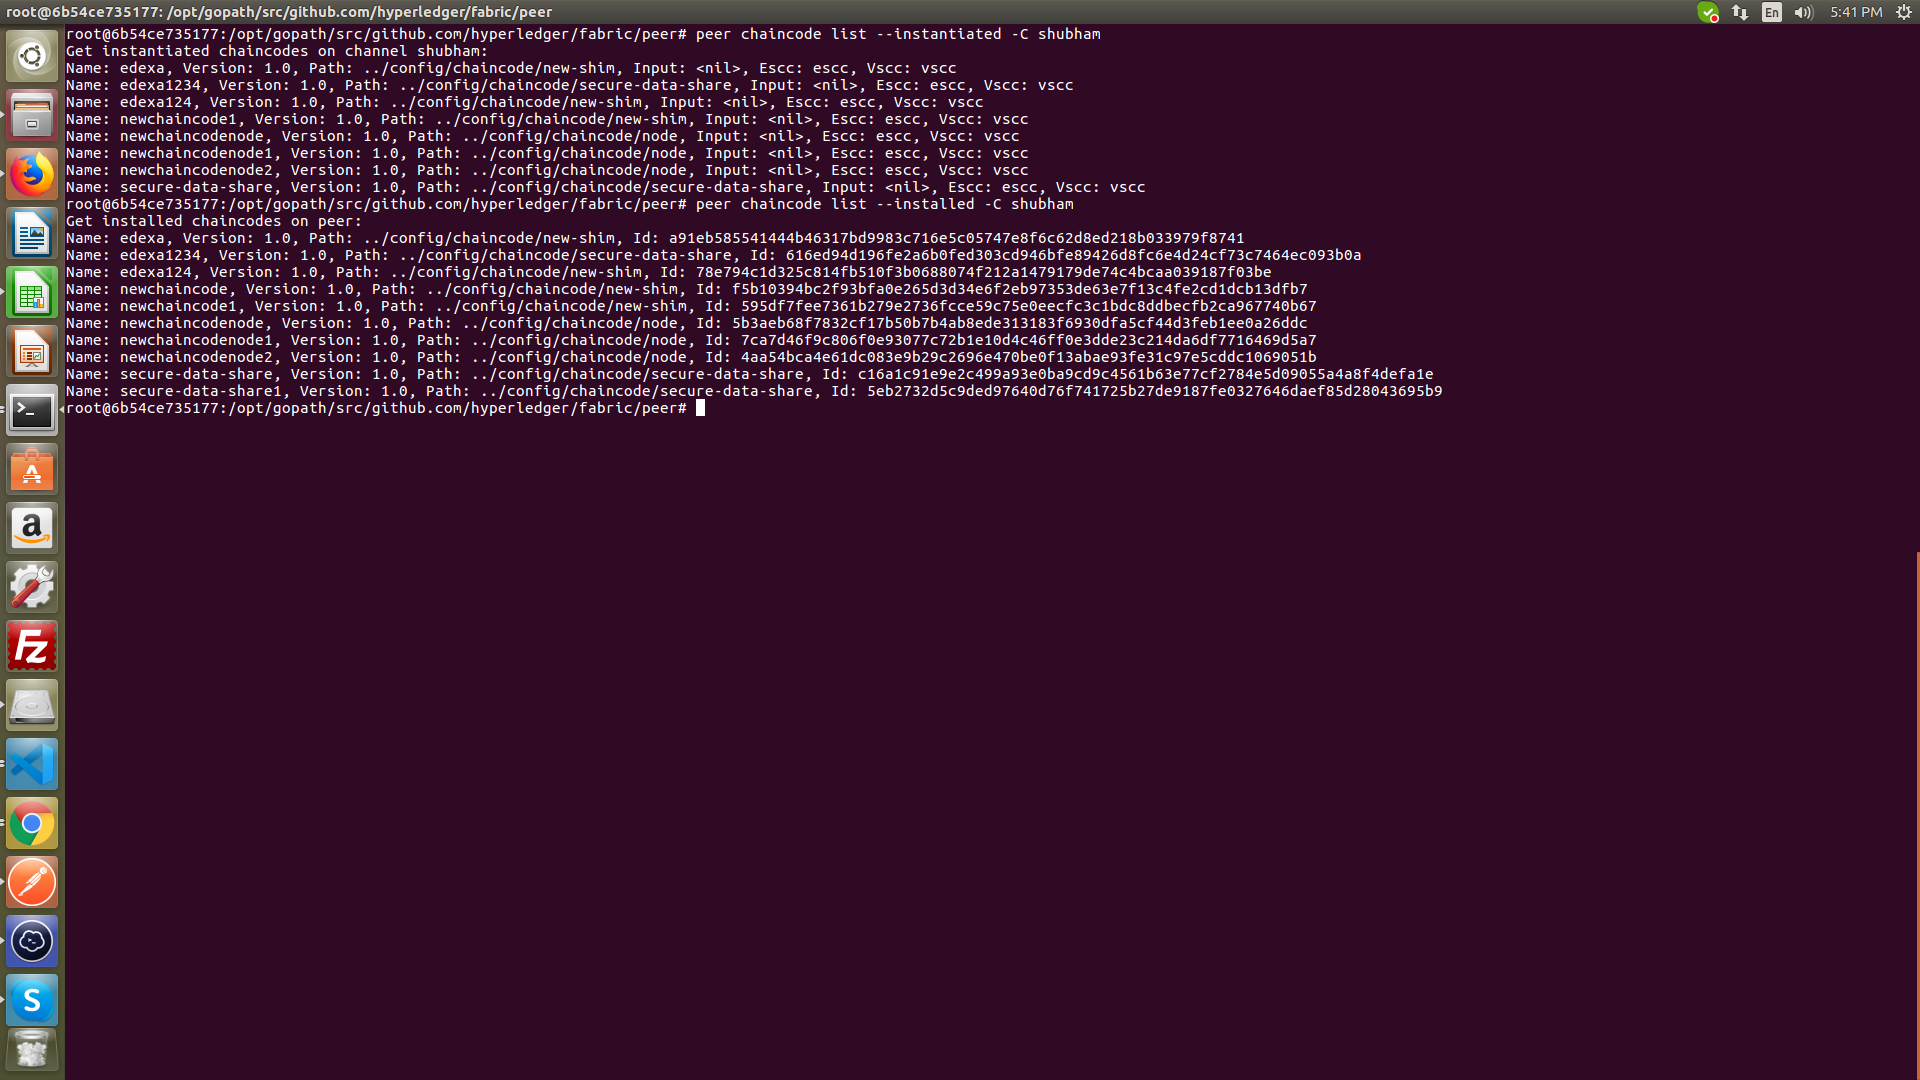 root@6b54ce735177: /opt/gopath/src/github.com/hyperledger/fabric/peer
En
5:41 PM
root@6b54ce735177:/opt/gopath/src/github.com/hyperledger/fabric/peer# peer chaincode list --instantiated -C shubham
Get instantiated chaincodes on channel shubham:
Name: edexa, Version: 1.0, Path: ../config/chaincode/new-shim, Input: <nil>, Escc: escc, Vscc: vscc
Name: edexa1234, Version: 1.0, Path: ../config/chaincode/secure-data-share, Input: <nil>, Escc: escc, Vscc: vscc
Name: edexa124, Version: 1.0, Path: ../config/chaincode/new-shim, Input: <nil>, Escc: escc, Vscc: vscc
Name: newchaincode1, Version: 1.0, Path: ../config/chaincode/new-shim, Input: <nil>, Escc: escc, Vscc: vscc
Name: newchaincodenode, Version: 1.0, Path: ../config/chaincode/node, Input: <nil>, Escc: escc, Vscc: vscc
Name: newchaincodenode1, Version: 1.0, Path: ../config/chaincode/node, Input: <nil>, Escc: escc, Vscc: vscc
Name: newchaincodenode2, Version: 1.0, Path: ../config/chaincode/node, Input: <nil>, Escc: escc, Vscc: vscc
Name: secure-data-share, Version: 1.0, Path: ../config/chaincode/secure-data-share, Input: <nil>, Escc: escc, Vscc: vscc
root@6b54ce735177:/opt/gopath/src/github.com/hyperledger/fabric/peer# peer chaincode list --installed -C shubham
Get installed chaincodes on peer:
Name: edexa, Version: 1.0, Path: ../config/chaincode/new-shim, Id: a91eb585541444b46317bd9983c716e5c05747e8f6c62d8ed218b033979f8741
Name: edexa1234, Version: 1.0, Path: ../config/chaincode/secure-data-share, Id: 616ed94d196fe2a6b0fed303cd946bfe89426d8fc6e4d24cf73c7464ec093b0a
Name: edexa124, Version: 1.0, Path: ../config/chaincode/new-shim, Id: 78e794c1d325c814fb510f3b0688074f212a1479179de74c4bcaa039187f03be
Name: newchaincode, Version: 1.0, Path: ../config/chaincode/new-shim, Id: f5b10394bc2f93bfa0e265d3d34e6f2eb97353de63e7f13c4fe2cd1dcb13dfb7
Name: newchaincode1, Version: 1.0, Path: ../config/chaincode/new-shim, Id: 595df7fee7361b279e2736fcce59c75e0eecfc3c1bdc8ddbecfb2ca967740b67
Name: newchaincodenode, Version: 1.0, Path: ../config/chaincode/node, Id: 5b3aeb68f7832cf17b50b7b4ab8ede313183f6930dfa5cf44d3feb1ee0a26ddc
Name: newchaincodenode1, Version: 1.0, Path: ../config/chaincode/node, Id: 7ca7d46f9c806f0e93077c72b1e10d4c46ff0e3dde23c214da6df7716469d5a7
Name: newchaincodenode2, Version: 1.0, Path: ../config/chaincode/node, Id: 4aa54bca4e61dc083e9b29c2696e470be0f13abae93fe31c97e5cddc1069051b
Name: secure-data-share, Version: 1.0, Path: ../config/chaincode/secure-data-share, Id: c16a1c91e9e2c499a93e0ba9cd9c4561b63e77cf2784e5d09055a4a8f4defa1e
Name: secure-data-share1, Version: 1.0, Path: ../config/chaincode/secure-data-share, Id: 5eb2732d5c9ded97640d76f741725b27de9187fe0327646daef85d28043695b9
root@6b54ce735177:/opt/gopath/src/github.com/hyperledger/fabric/peer#